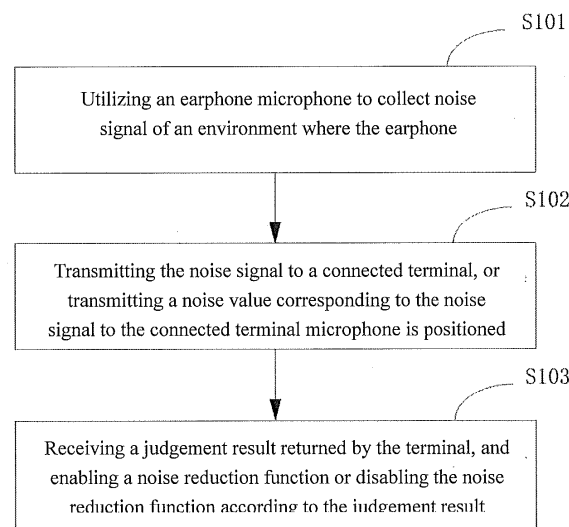 S101
Utilizing an earphone microphone to collect noise
signal of an environment where the earphone
S102
Transmitting the noise signal to a connected terminal, or
transmitting a noise value corresponding to the noise
signal to the connected terminal microphone is positioned
S103
Receiving a judgement result returned by the terminal, and
enabling a noise reduction function or disabling the noise
reduction function according to the judgement result